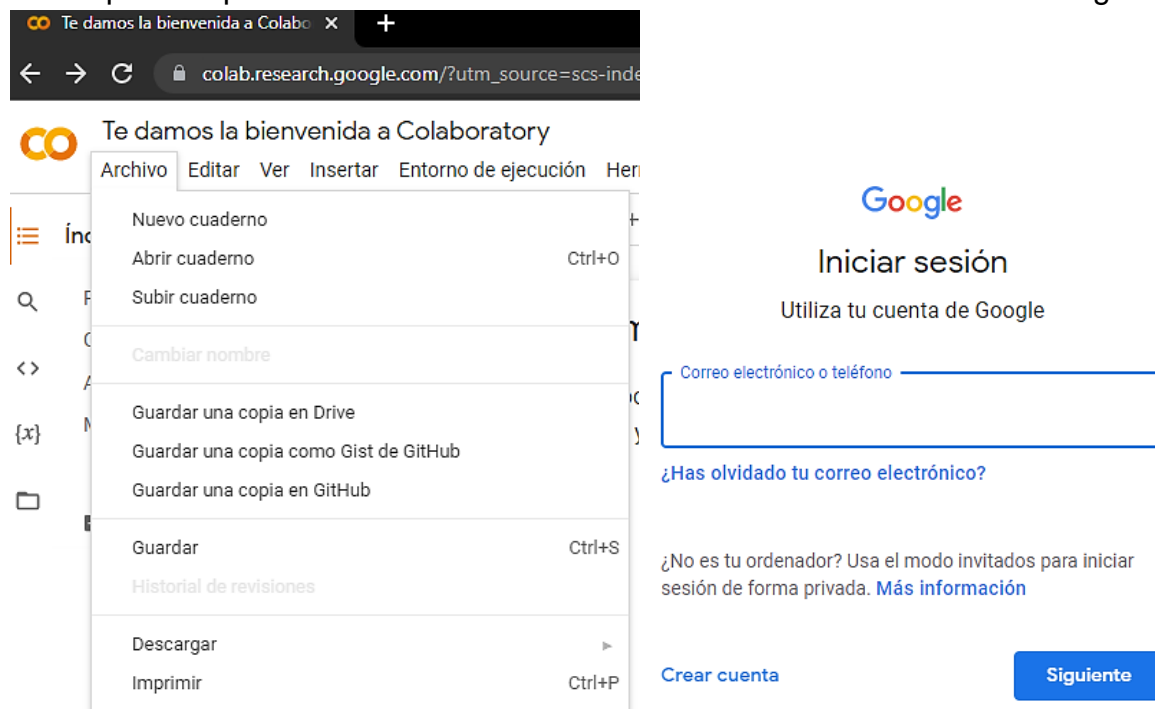 Te damos la bienvenida a Colabo
colab.research.google.com/?utm_source=scs-inde
CO
Te damos la bienvenida a Colaboratory
Archivo Editar Ver Insertar Entorno de ejecución
Nuevo cuaderno
Abrir cuaderno Ctrl+O
Subir cuaderno
Cambiar nombre
Guardar una copia en Drive
Guardar una copia como Gist de GitHub
Guardar una copia en GitHub
Guardar Ctrl+S
Historial de revisiones
Descargar
Imprimir Ctrl+P
{x}
Google
Iniciar sesión
Utiliza tu cuenta de Google
Correo electrónico o teléfono
¿Has olvidado tu correo electrónico?
¿No es tu ordenador? Usa el modo invitados para iniciar
sesión de forma privada. Más información
Crear cuenta Siguiente